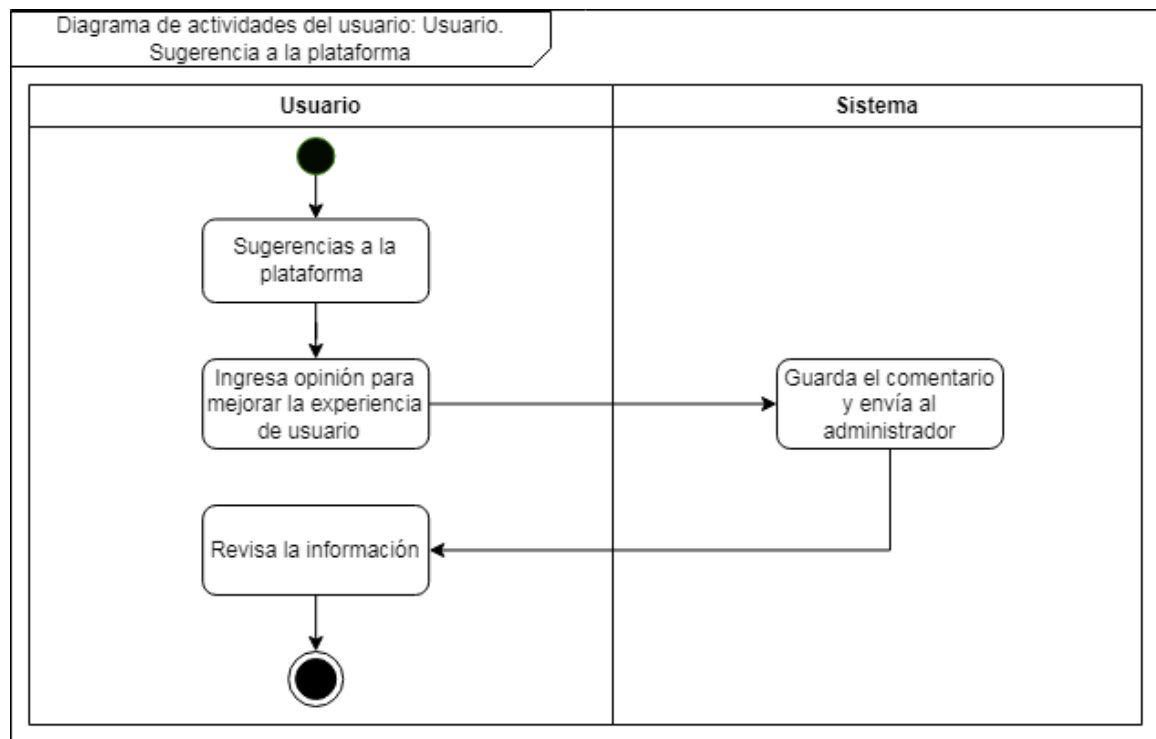 Diagrama de actividades del usuario: Usuario.
Sugerencia a la plataforma
Usuario
Sistema
Sugerencias a la
plataforma
Ingresa opinión para
mejorar la experiencia
de usuario
Guarda el comentario
y envía al
administrador
Revisa la información